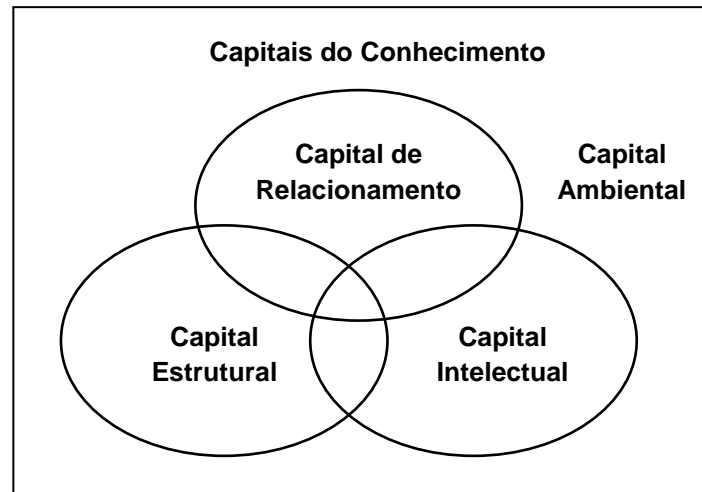 Capitais do Conhecimento
Capital de
Relacionamento
Capital
Ambiental
Capital
Estrutural
Capital
Intelectual